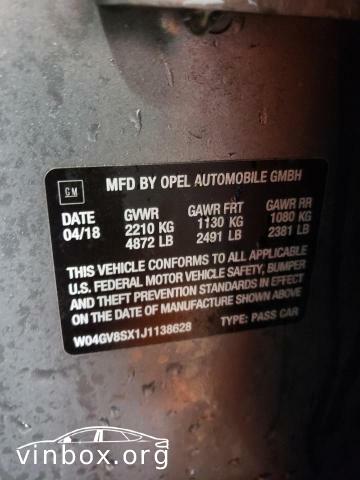 GM
MFD BY OPEL AUTOMOBILE GMBH
DATE GVWR GAWR FRT GAWR RR
04/18 2210 KG 1130 KG 1080 KG
4872 LB 2491 LB 2381 LB
THIS VEHICLE CONFORMS TO ALL APPLICABLE
U.S. FEDERAL MOTOR VEHICLE SAFETY, BUMPER
AND THEFT PREVENTION STANDARDS IN EFFECT
ON THE DATE OF MANUFACTURE SHOWN ABOVE
W04GV8SX1J1138628 TYPE: PASS CAR
vinbox.org